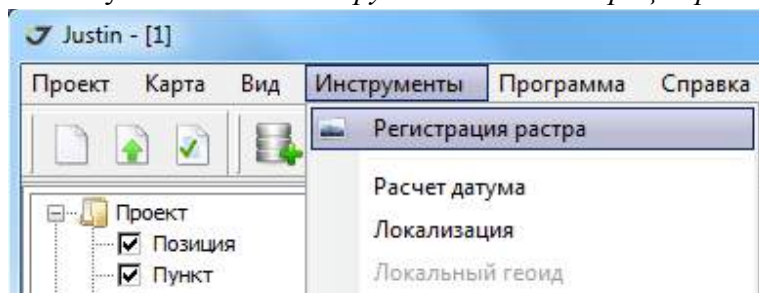 Justin - [1]
Проект Карта Вид Инструменты Программа Справка
Регистрация растра
Расчет датума
Проект
Локализация
Позиция
Локальный геоид
Пункт